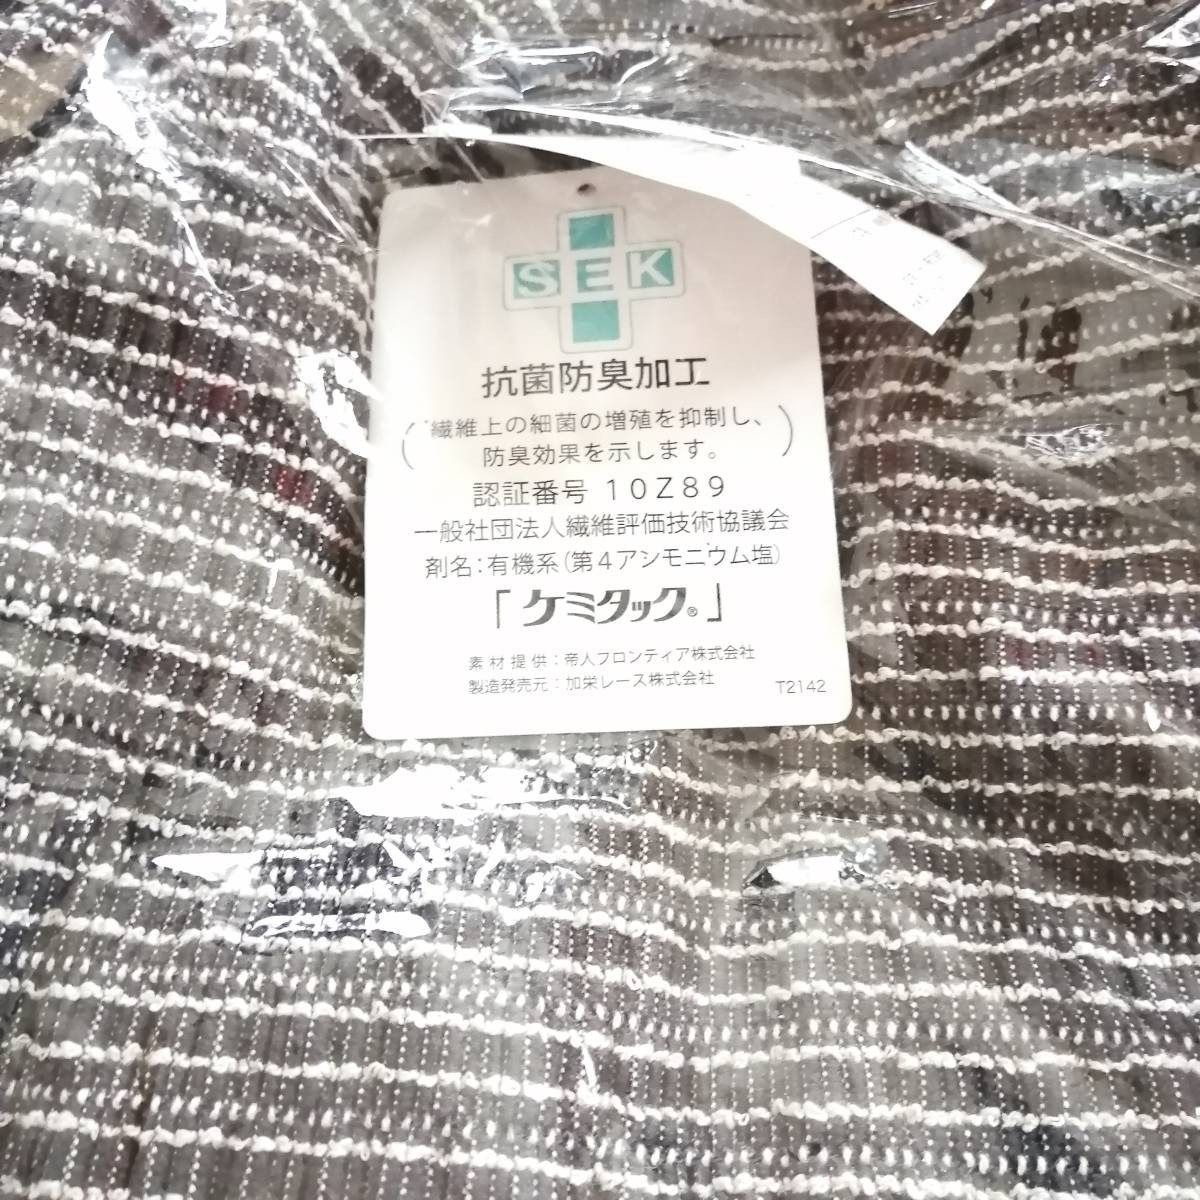 SEK
抗菌防臭加工
(繊維上の細菌の増殖を抑制し、
防臭効果を示します。)
認証番号 10Z89
一般社団法人繊維評価技術協議会
剤名:有機系(第4アンモニウム塩)
「ケミタック®」
素材提供:帝人フロンティア株式会社
製造発売元:加栄レース株式会社
T2142